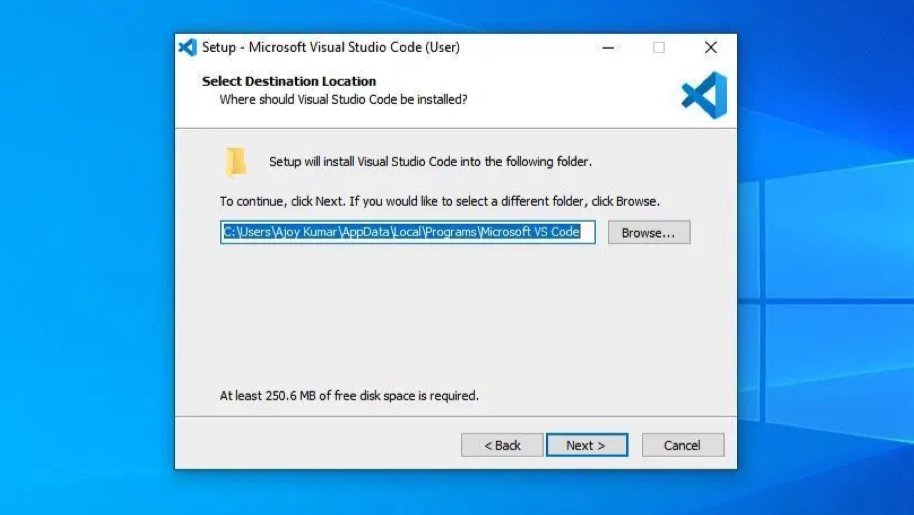 Setup - Microsoft Visual Studio Code (User)
Select Destination Location
Where should Visual Studio Code be installed?
Setup will install Visual Studio Code into the following folder.
To continue, click Next. If you would like to select a different folder, click Browse.
C:\Users\Ajoy Kumar\AppData\Local\Programs\Microsoft VS Code
Browse...
At least 250.6 MB of free disk space is required.
< Back
Next >
Cancel